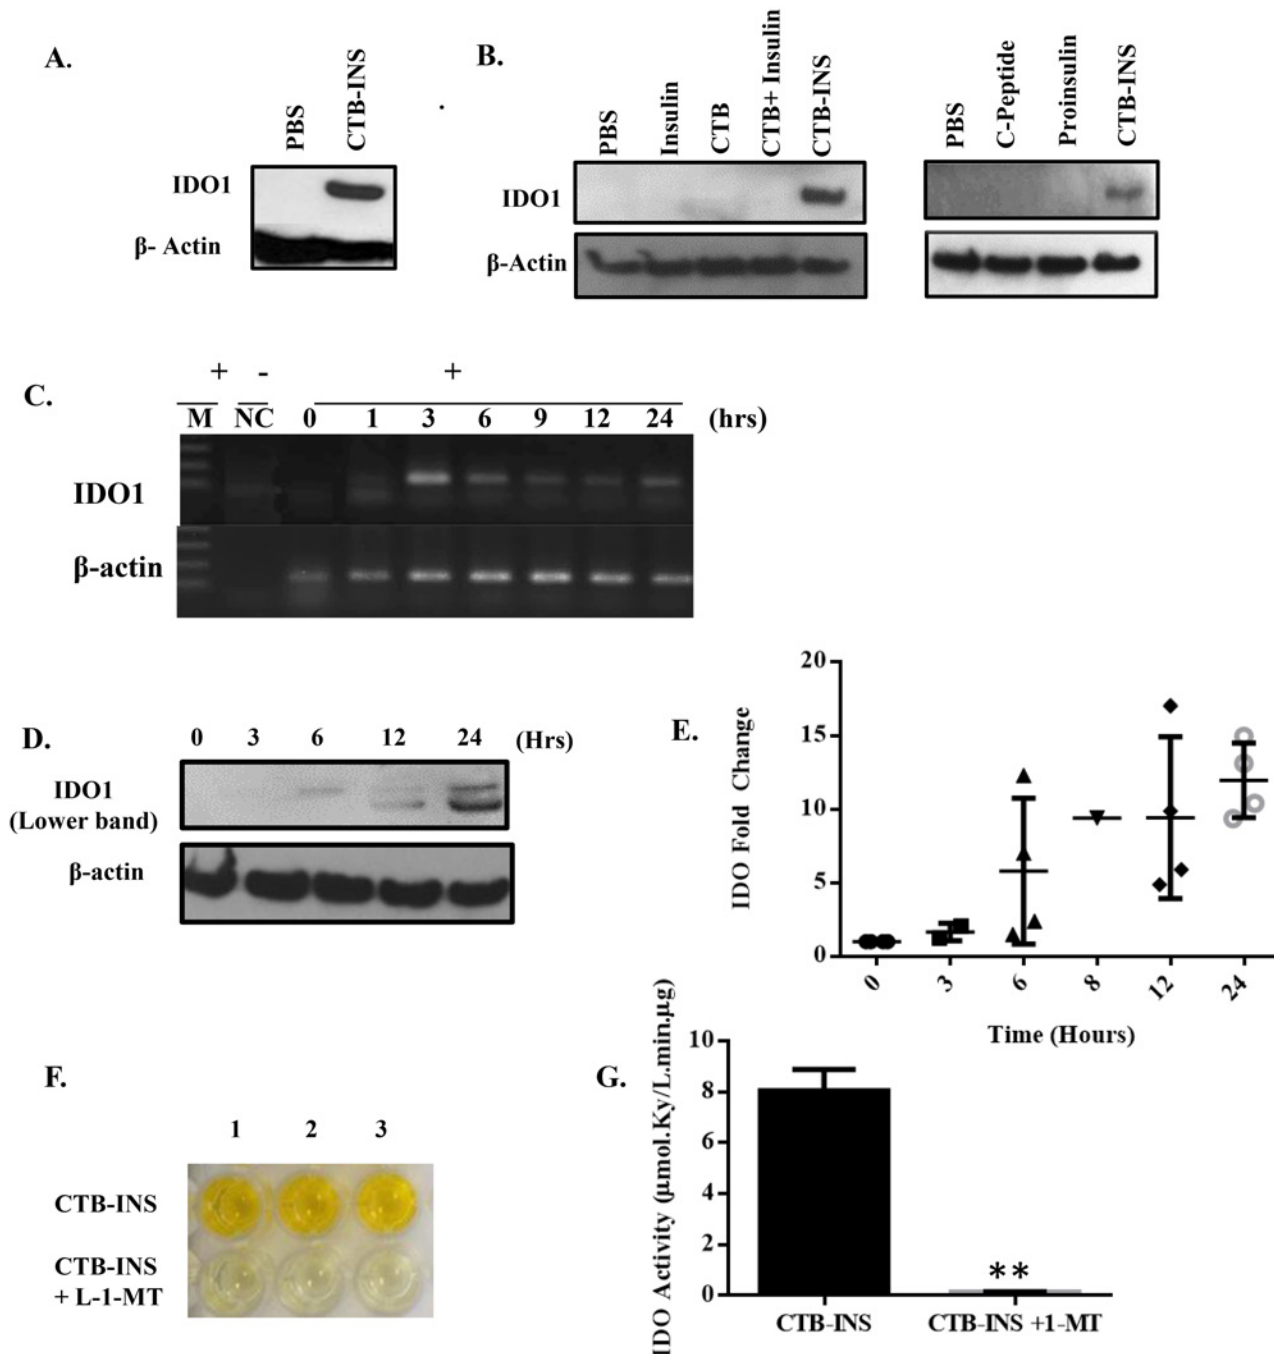 A.
PBS
CTB-INS
IDO1
β- Actin
B.
PBS
Insulin
CTB
CTB+ Insulin
CTB-INS
IDO1
β-Actin
PBS
C-Peptide
Proinsulin
CTB-INS
C.
+ - +
M NC 0 1 3 6 9 12 24 (hrs)
IDO1
β-actin
D.
0 3 6 12 24 (Hrs)
IDO1
(Lower band)
β-actin
E.
IDO Fold Change
20
15
10
5
0
0 3 6 8 12 24
Time (Hours)
F.
1 2 3
CTB-INS
CTB-INS
+ L-1-MT
G.
IDO Activity (μmol.Ky/L.min.μg)
10
8
6
4
2
0
**
CTB-INS CTB-INS +1-MT